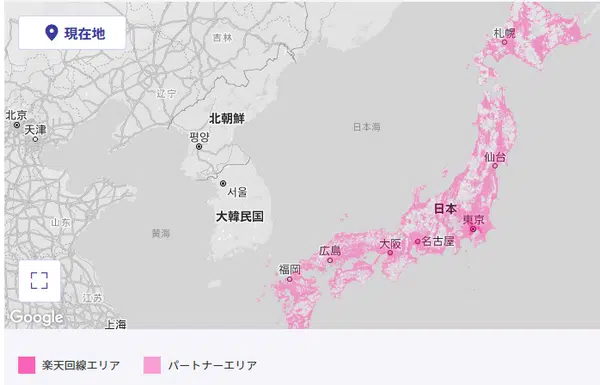 現在地
吉林
札幌
辽宁
北朝鮮
北京
天津
평양
日本海
仙台
서울
大韓民国
日本
東京
山东
黄海
広島
大阪
名古屋
福岡
江苏
Google
上海
楽天回線エリア
パートナーエリア